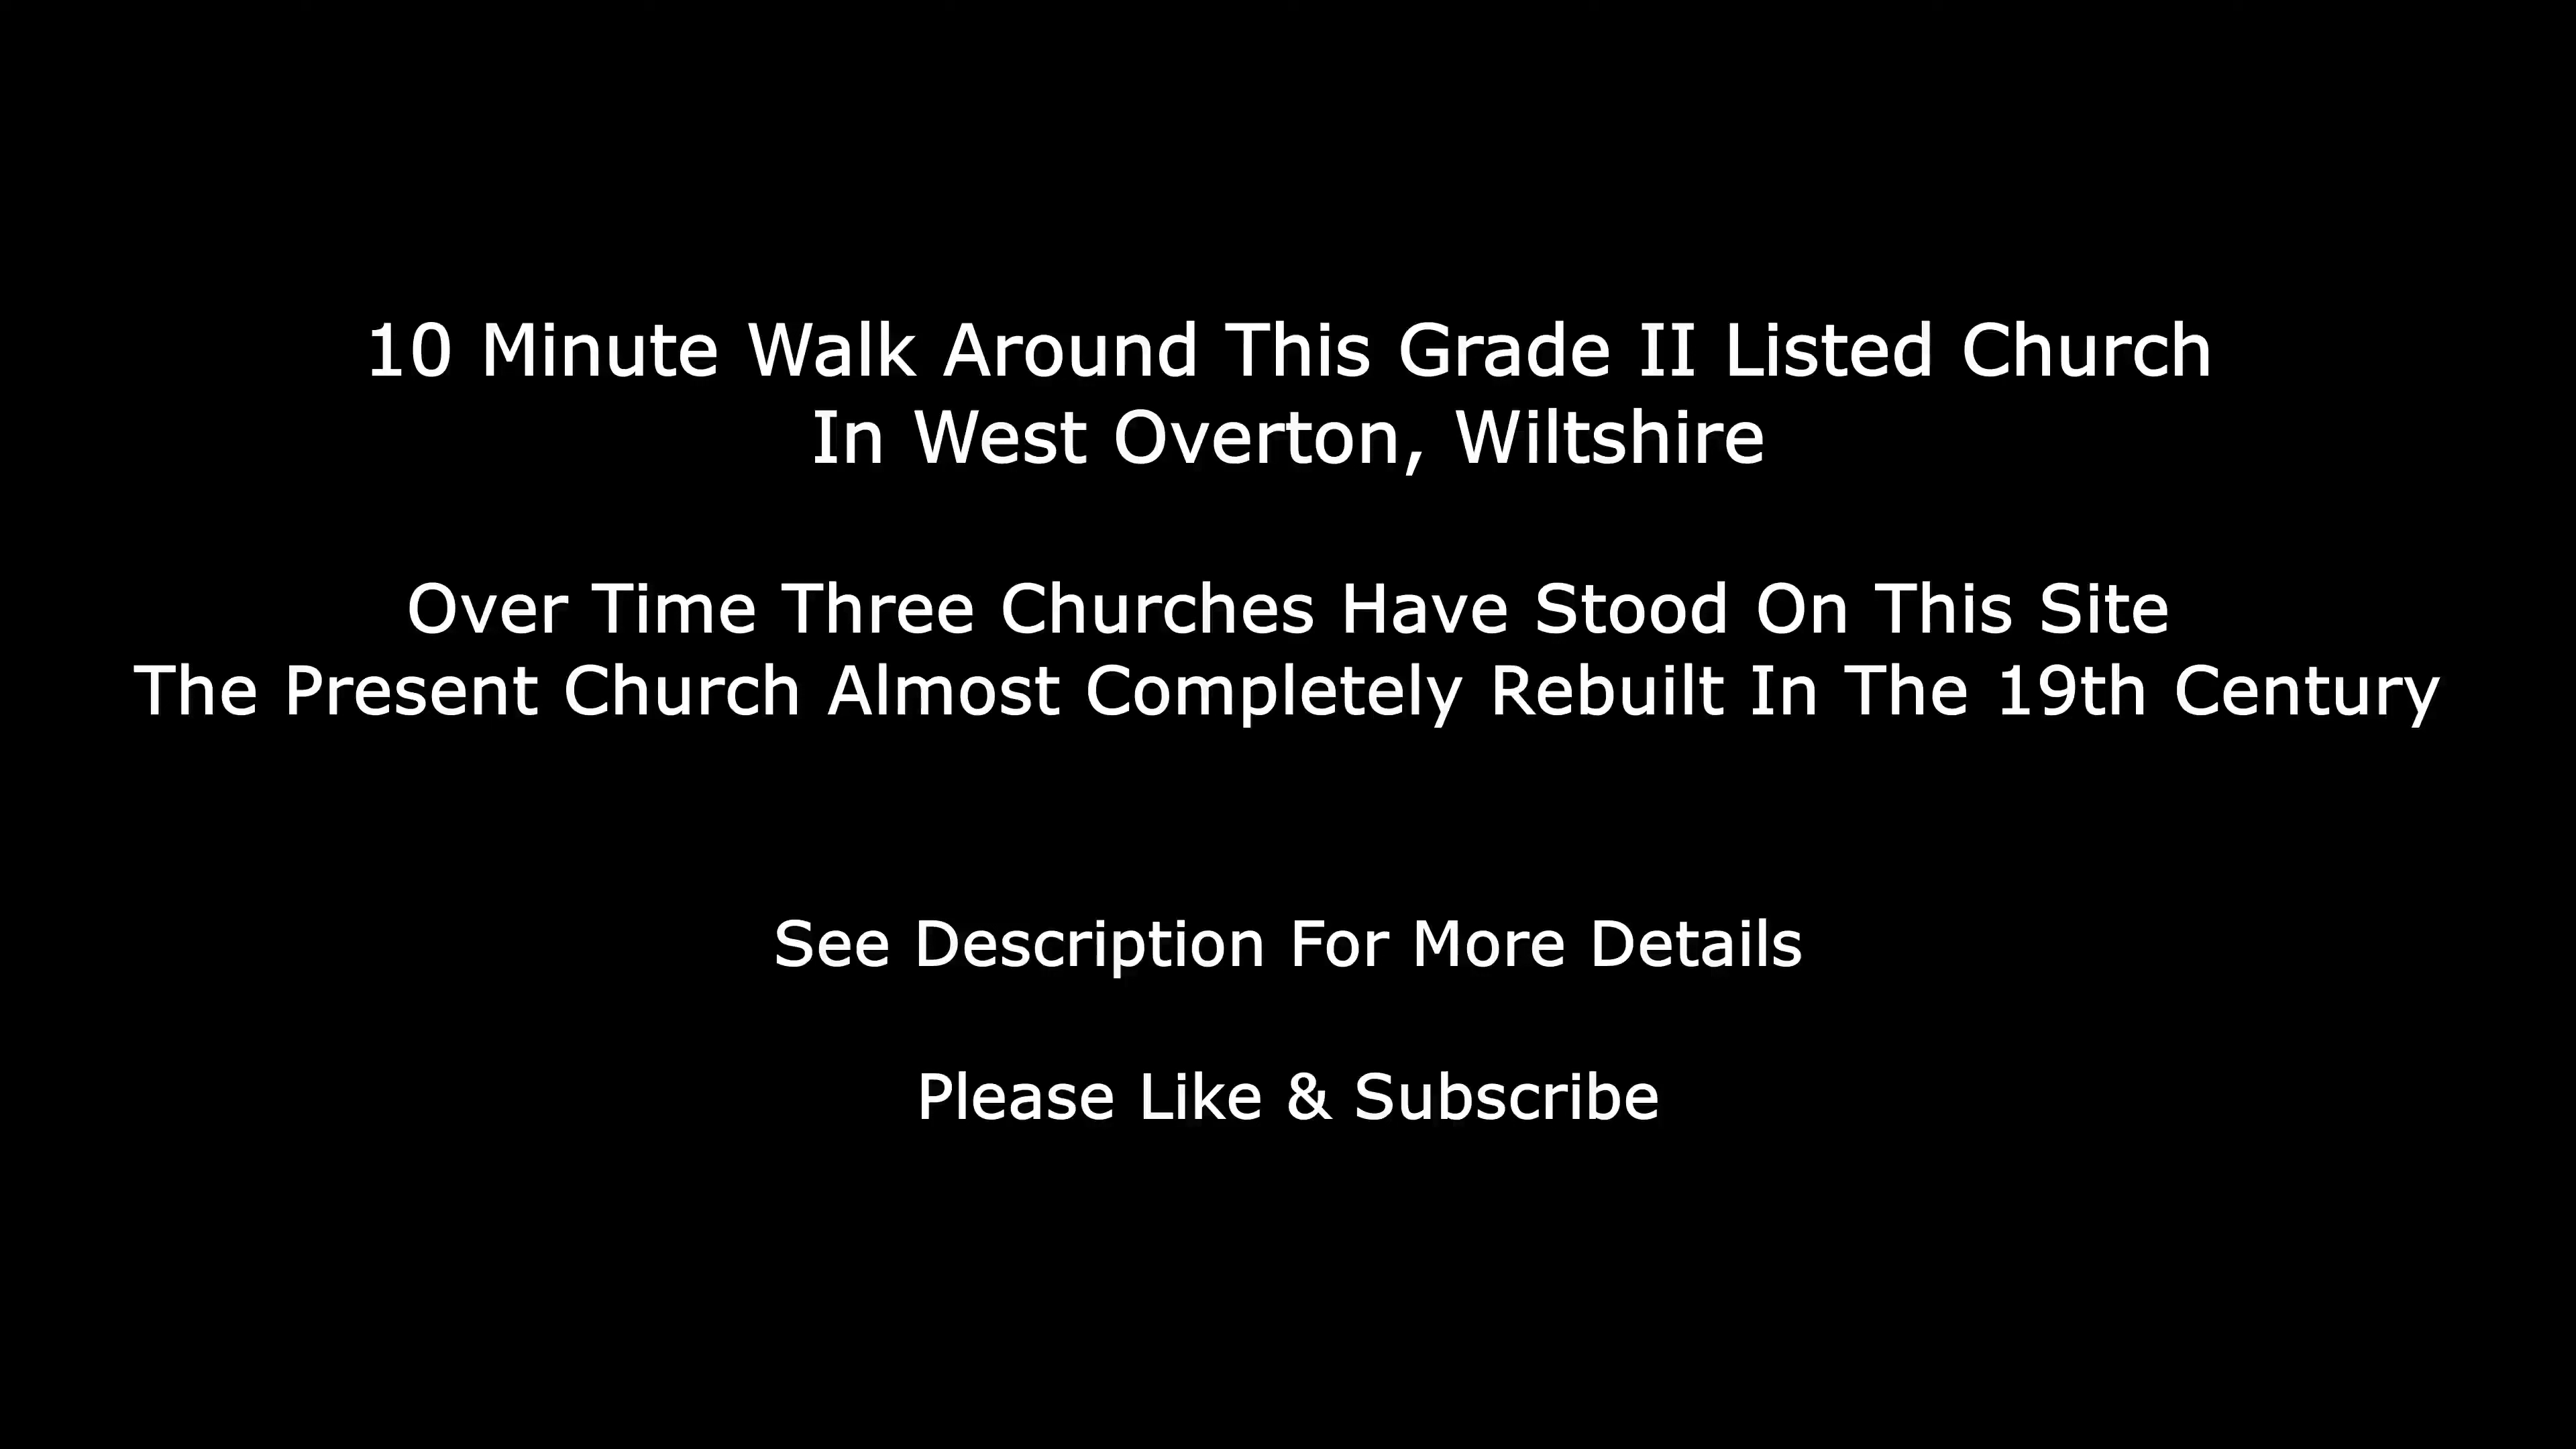 10 Minute Walk Around This Grade II Listed Church
In West Overton, Wiltshire
Over Time Three Churches Have Stood On This Site
The Present Church Almost Completely Rebuilt In The 19th Century
See Description For More Details
Please Like & Subscribe